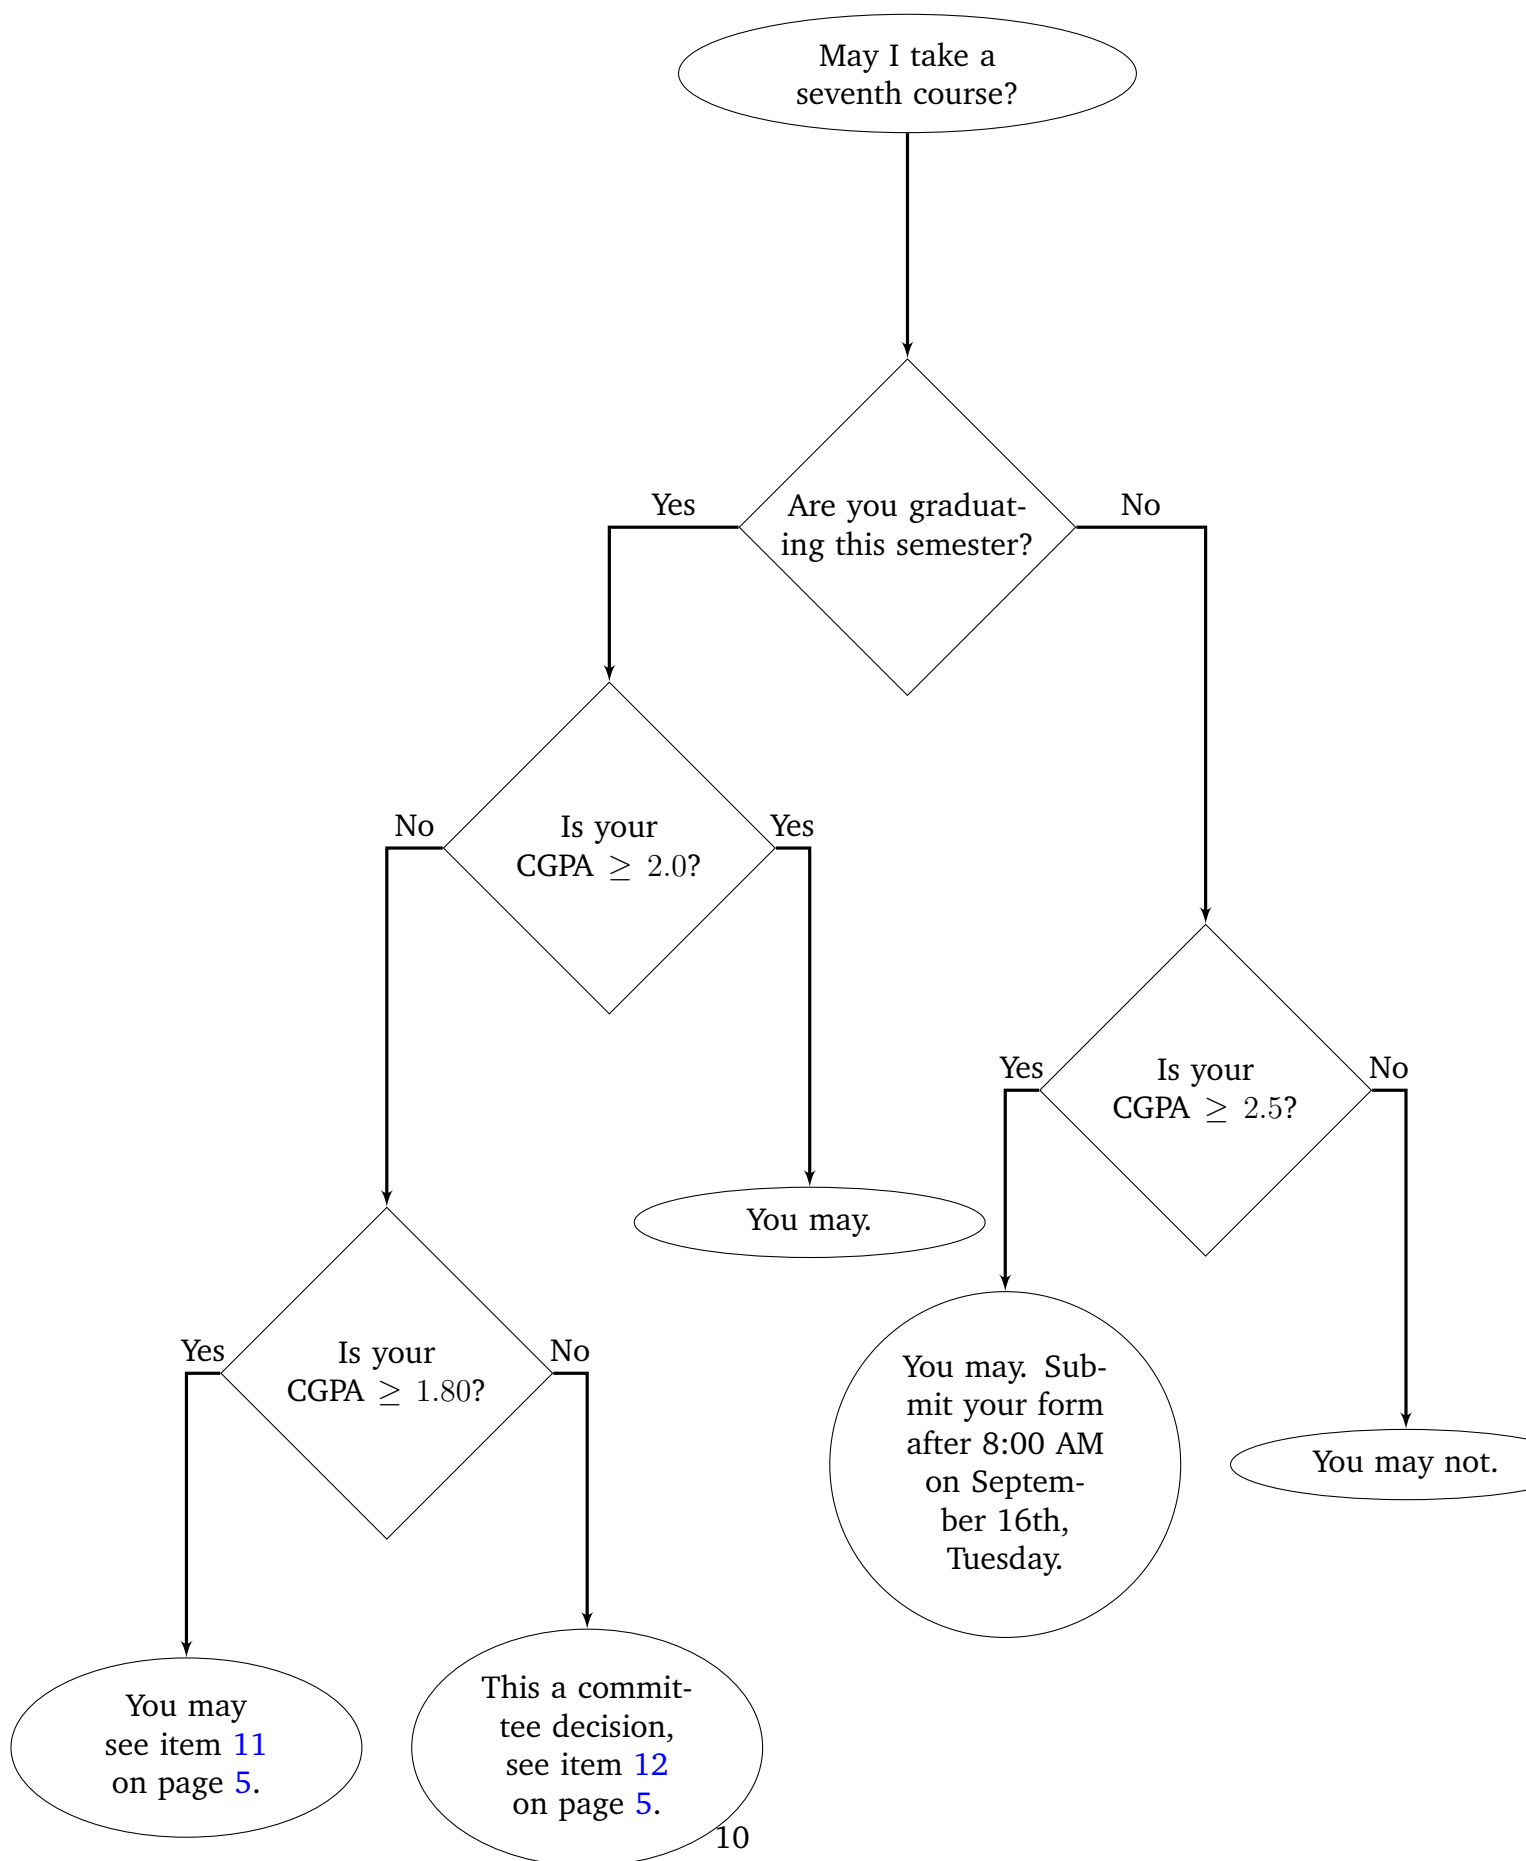 May I take a
seventh course?
Yes
Are you graduat-
ing this semester?
No
No
Is your
CGPA ≥ 2.0?
Yes
Yes
Is your
CGPA ≥ 2.5?
No
You may.
Yes
Is your
CGPA ≥ 1.80?
No
You may. Sub-
mit your form
after 8:00 AM
on Septem-
ber 16th,
Tuesday.
You may not.
You may
see item 11
on page 5.
This a commit-
tee decision,
see item 12
on page 5.
10